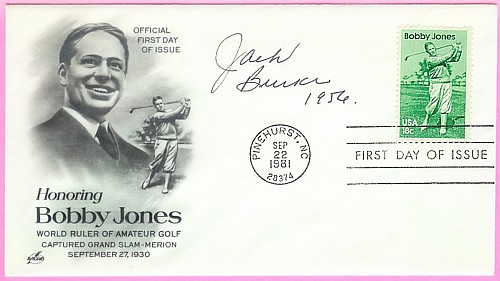 OFFICIAL
FIRST DAY
OF ISSUE
Jack
Burke
1956.
Bobby Jones
USA
18c
PINEHURST, NC
SEP
22
1981
28374
FIRST DAY OF ISSUE
Honoring
Bobby Jones
WORLD RULER OF AMATEUR GOLF
CAPTURED GRAND SLAM-MERION
SEPTEMBER 27, 1930